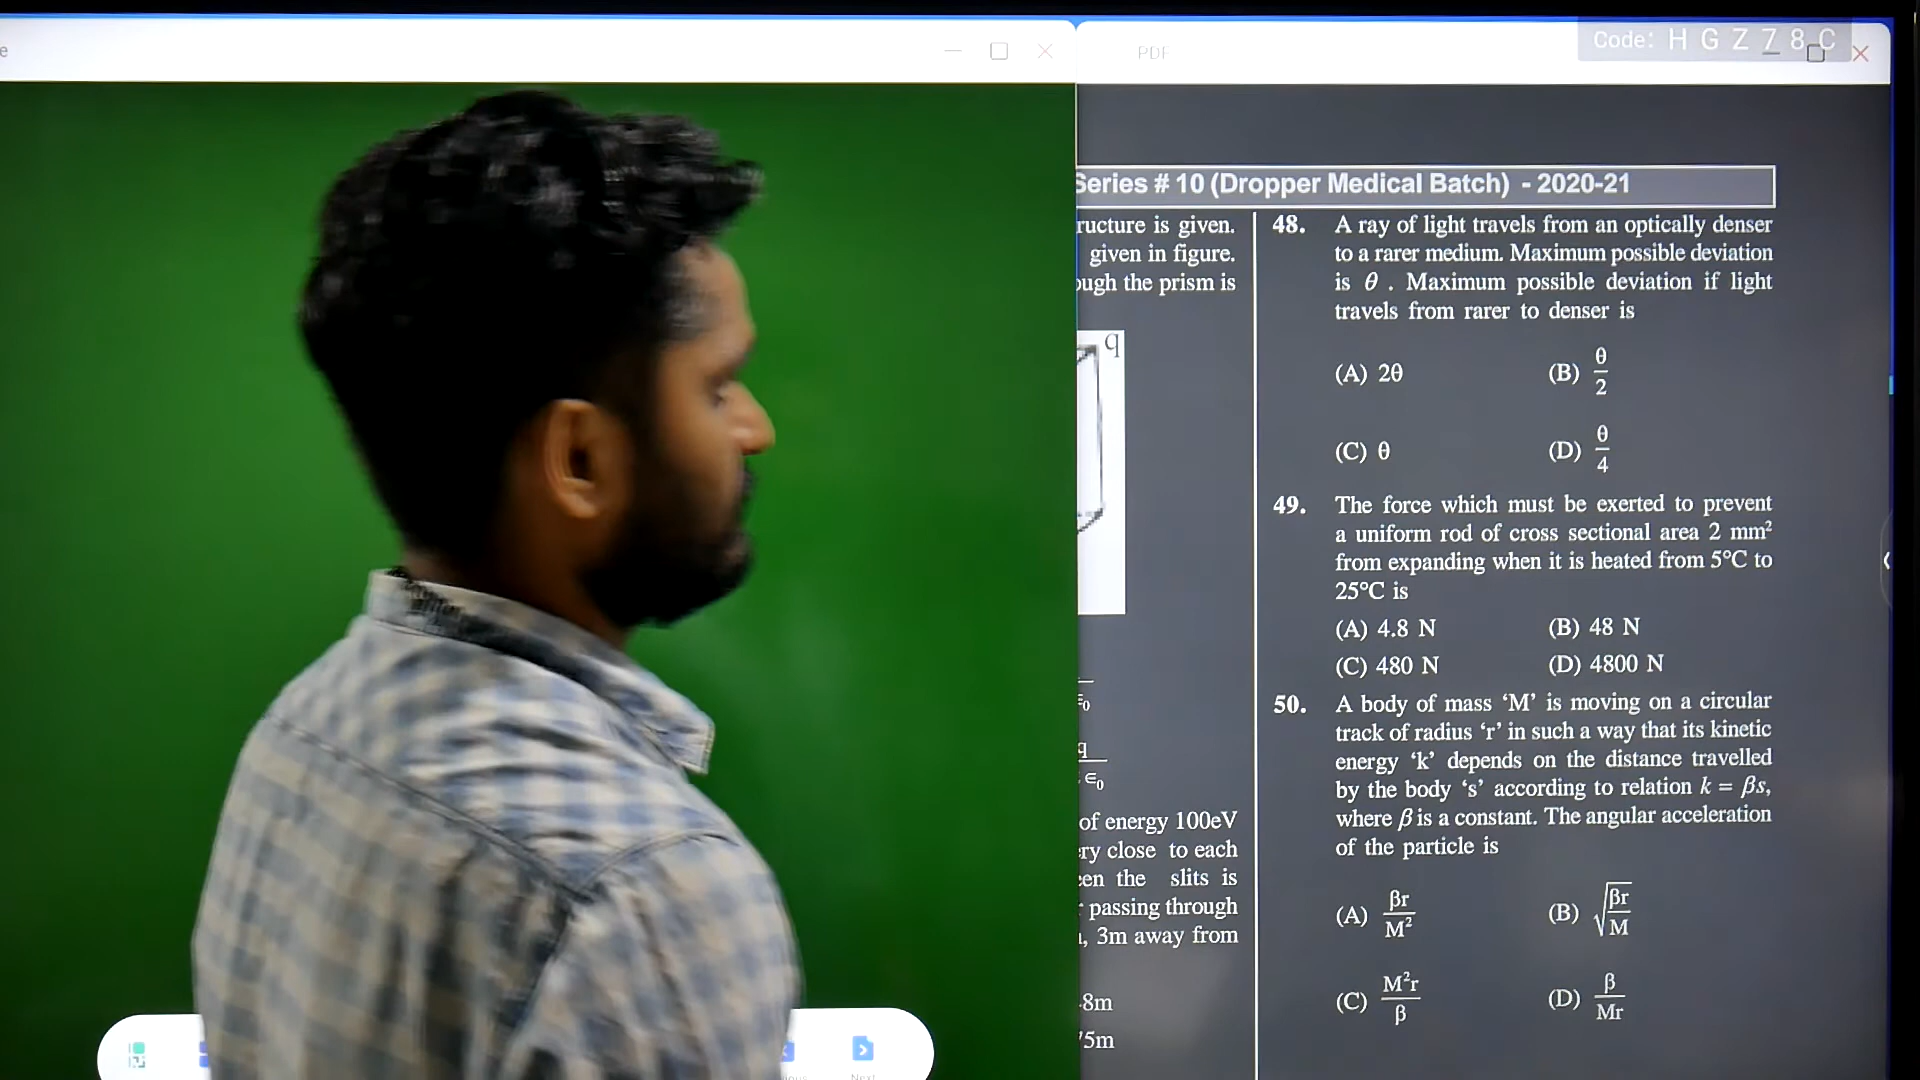 e
PDF
Code: H G Z 7 8 C
Series # 10 (Dropper Medical Batch) - 2020-21
ructure is given.
given in figure.
ough the prism is
q
q
∈0
of energy 100eV
ery close to each
een the slits is
passing through
, 3m away from
8m
5m
48. A ray of light travels from an optically denser
to a rarer medium. Maximum possible deviation
is θ . Maximum possible deviation if light
travels from rarer to denser is
(A) 2θ (B) θ/2
(C) θ (D) θ/4
49. The force which must be exerted to prevent
a uniform rod of cross sectional area 2 mm²
from expanding when it is heated from 5°C to
25°C is
(A) 4.8 N (B) 48 N
(C) 480 N (D) 4800 N
50. A body of mass ‘M’ is moving on a circular
track of radius ‘r’ in such a way that its kinetic
energy ‘k’ depends on the distance travelled
by the body ‘s’ according to relation k = βs,
where β is a constant. The angular acceleration
of the particle is
(A) βr/M² (B) √(βr/M)
(C) M²r/β (D) β/Mr
Next